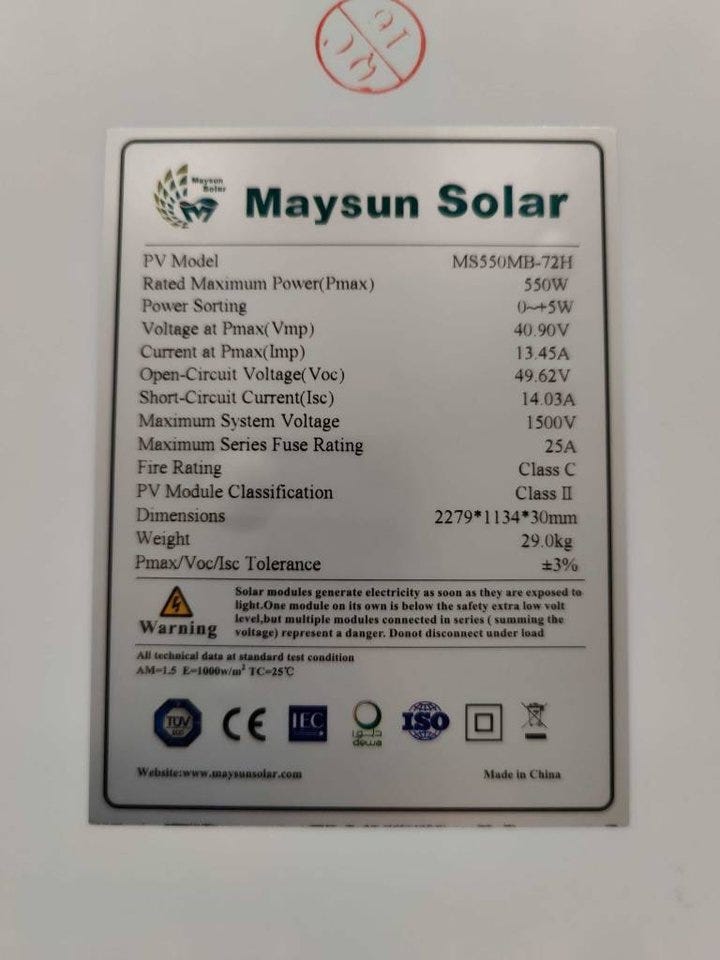 QC 01
Maysun
Solar
Maysun Solar
PV Model MS550MB-72H
Rated Maximum Power(Pmax) 550W
Power Sorting 0~+5W
Voltage at Pmax(Vmp) 40.90V
Current at Pmax(Imp) 13.45A
Open-Circuit Voltage(Voc) 49.62V
Short-Circuit Current(Isc) 14.03A
Maximum System Voltage 1500V
Maximum Series Fuse Rating 25A
Fire Rating Class C
PV Module Classification Class II
Dimensions 2279*1134*30mm
Weight 29.0kg
Pmax/Voc/Isc Tolerance ±3%
Warning
Solar modules generate electricity as soon as they are exposed to
light.One module on its own is below the safety extra low volt
level,but multiple modules connected in series ( summing the
voltage) represent a danger. Donot disconnect under load
All technical data at standard test condition
AM=1.5 E=1000w/m² TC=25℃
TÜV CE IEC ديوا dewa ISO
Website:www.maysunsolar.com Made in China